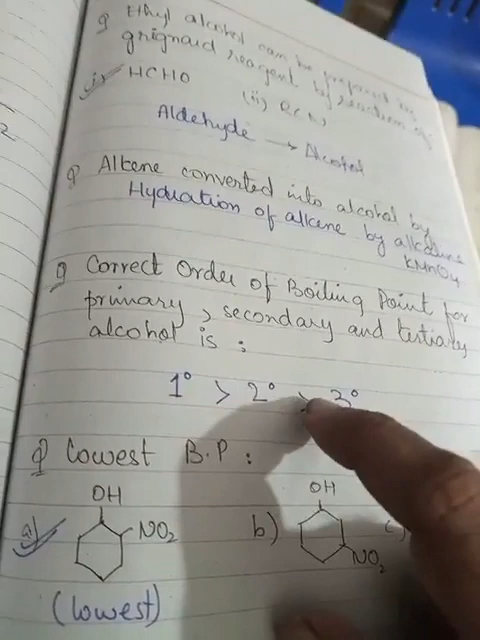 Q Ethyl alcohol can be prepared by
grignard reagent by reaction of
(i) HCHO (ii)
Aldehyde → Alcohol
Q Alkene converted into alcohol by
Hydration of alkene by alkaline
KMnO4
Q Correct Order of Boiling Point for
primary, secondary and tertiary
alcohol is :
1° > 2° > 3°
Q Lowest B.P :
OH OH
a) NO2 b) c)
NO2
(lowest)